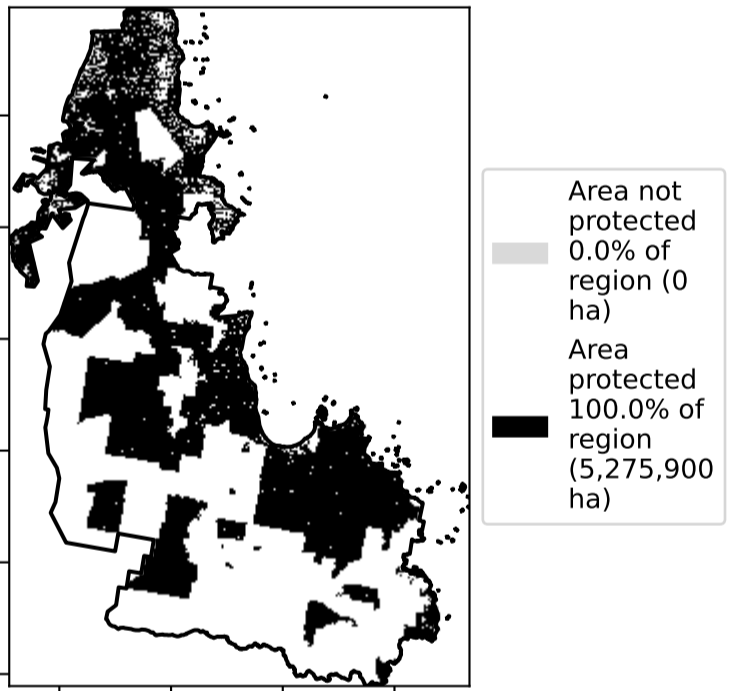 Area not
protected
0.0% of
region (0
ha)
Area
protected
100.0% of
region
(5,275,900
ha)